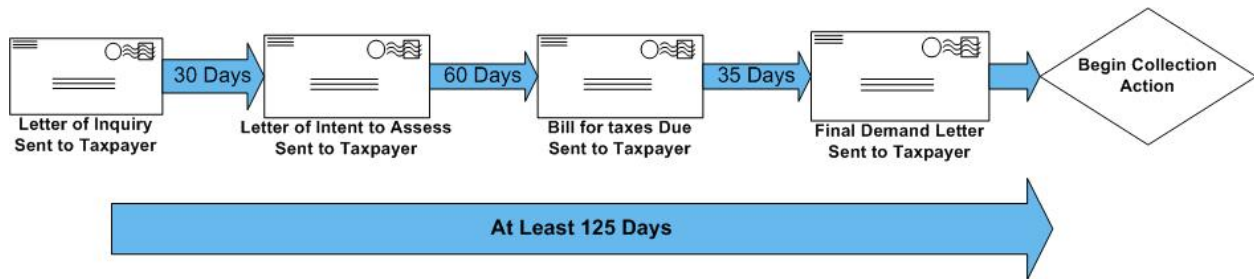 30 Days
60 Days
35 Days
Begin Collection
Action
Letter of Inquiry
Sent to Taxpayer
Letter of Intent to Assess
Sent to Taxpayer
Bill for taxes Due
Sent to Taxpayer
Final Demand Letter
Sent to Taxpayer
At Least 125 Days